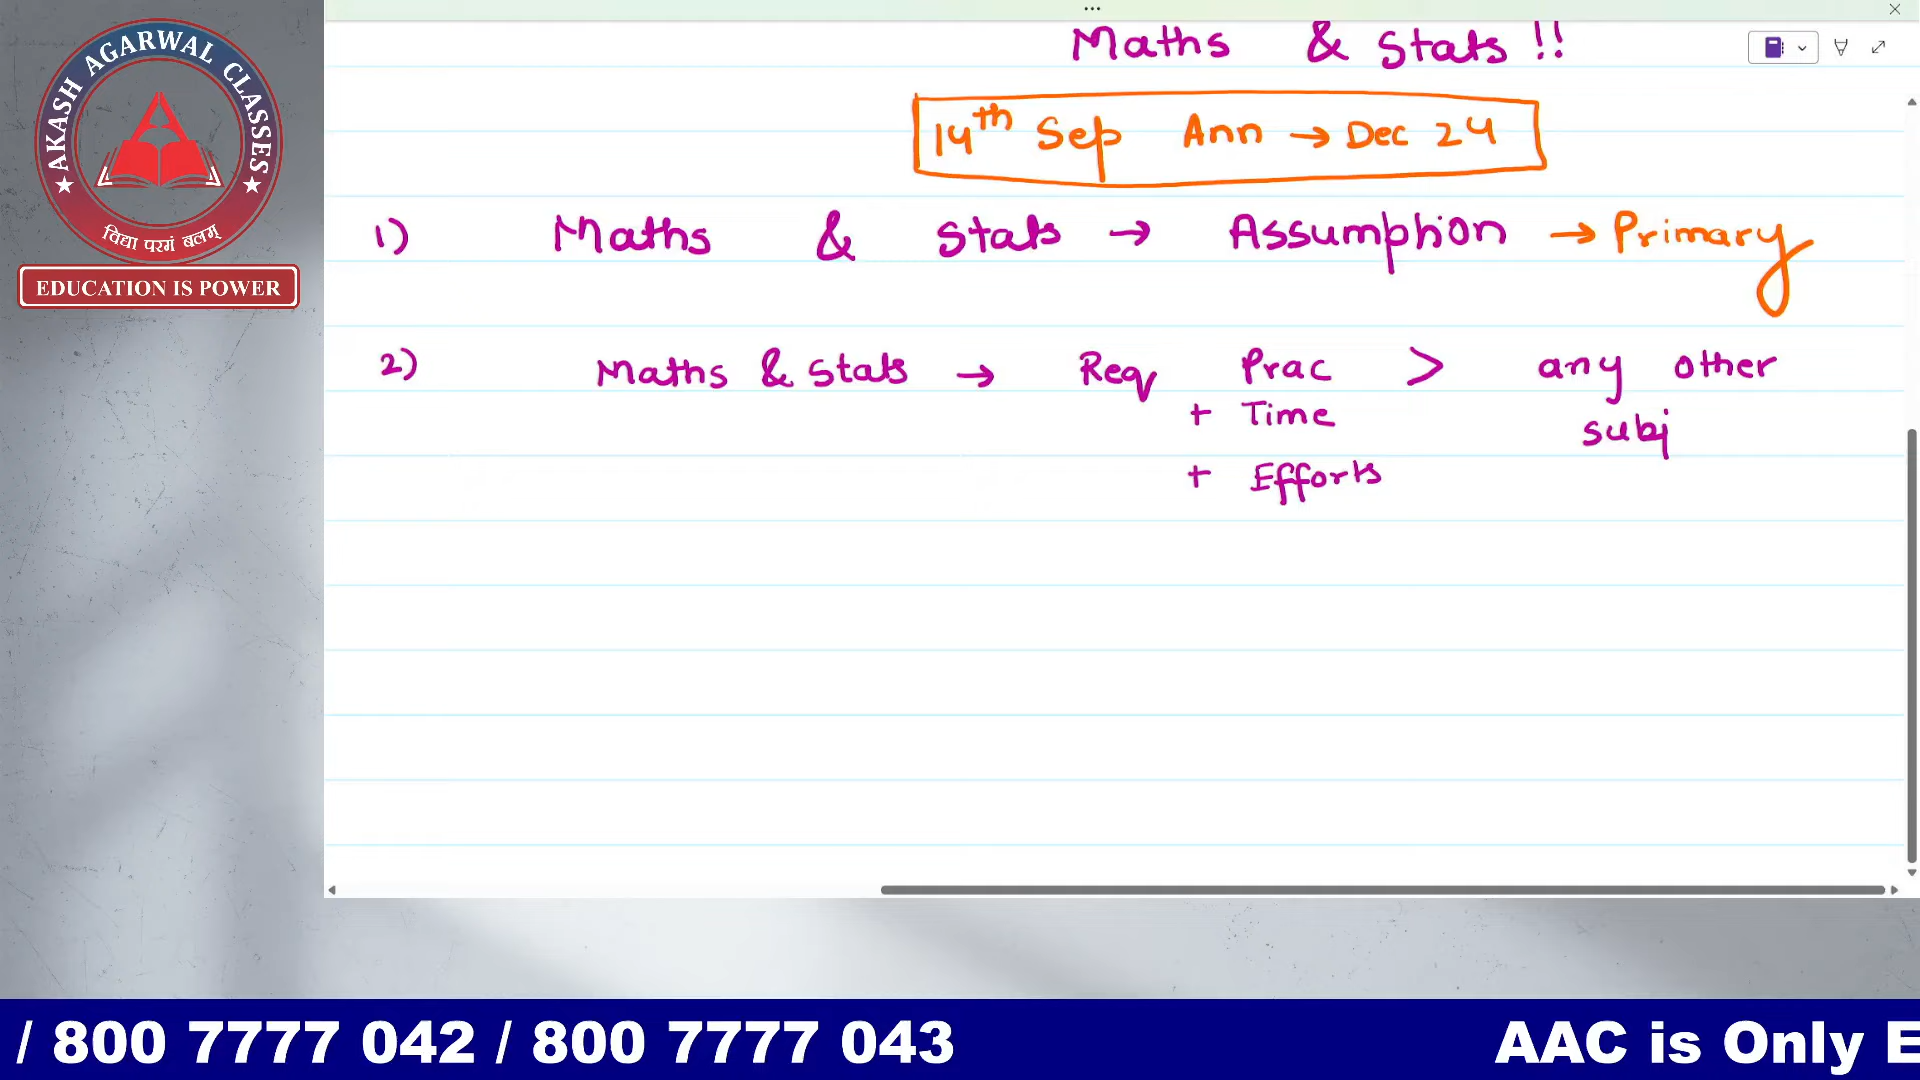 AKASH AGARWAL CLASSES
विद्या परमं बलम्
EDUCATION IS POWER
Maths & Stats !!
14th Sep Ann → Dec 24
1) Maths & Stats → Assumption → Primary
2) Maths & Stats → Req Prac > any other
+ Time
subj
+ Efforts
/ 800 7777 042 / 800 7777 043 AAC is Only E